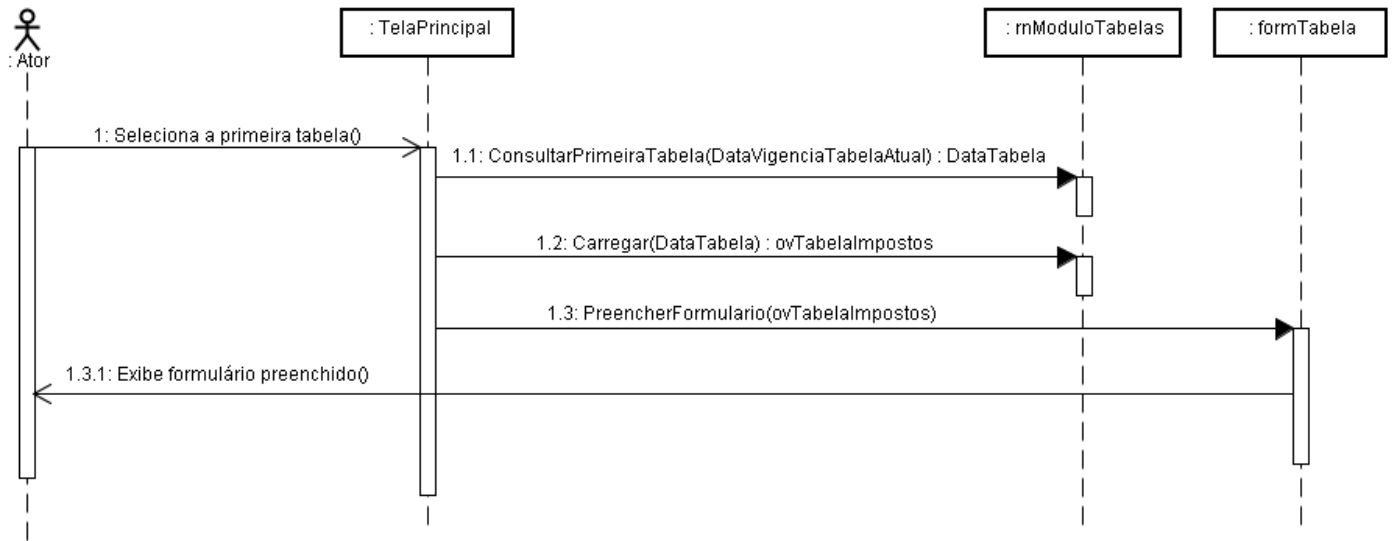 : Ator
: TelaPrincipal
: rnModuloTabelas
: formTabela
1: Seleciona a primeira tabela()
1.1: ConsultarPrimeiraTabela(DataVigenciaTabelaAtual) : DataTabela
1.2: Carregar(DataTabela) : ovTabelaImpostos
1.3: PreencherFormulario(ovTabelaImpostos)
1.3.1: Exibe formulário preenchido()